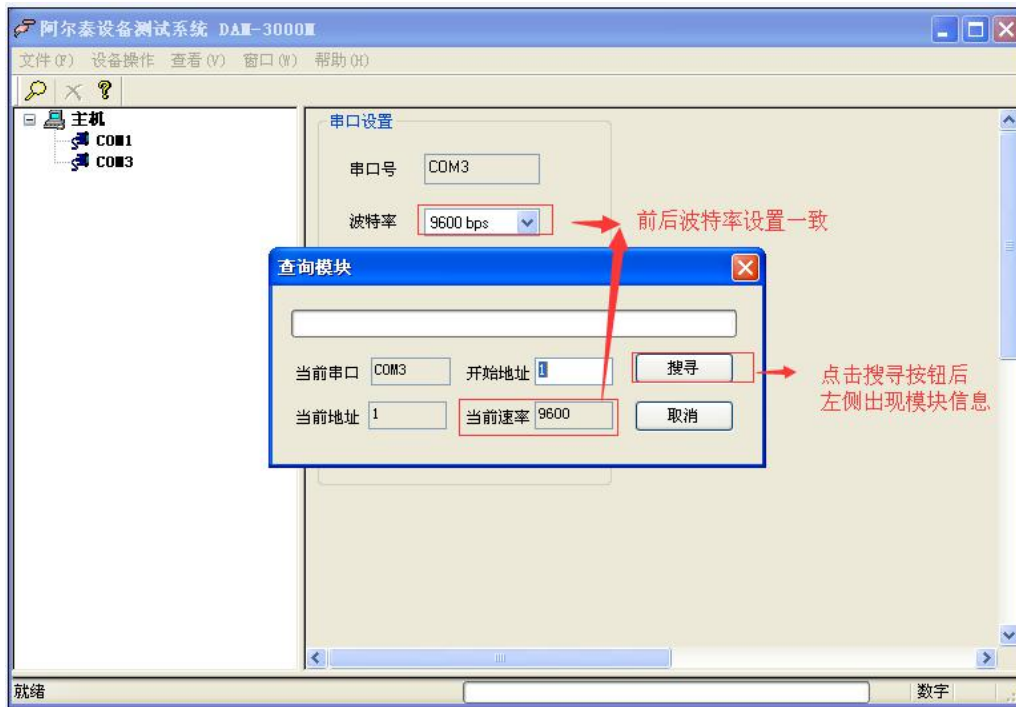 阿尔泰设备测试系统 DAM-3000M
文件(F) 设备操作 查看(V) 窗口(W) 帮助(H)
主机
COM1
COM3
串口设置
串口号 COM3
波特率 9600 bps
前后波特率设置一致
查询模块
当前串口 COM3 开始地址 1 搜寻
当前地址 1 当前速率 9600 取消
点击搜寻按钮后
左侧出现模块信息
就绪 数字